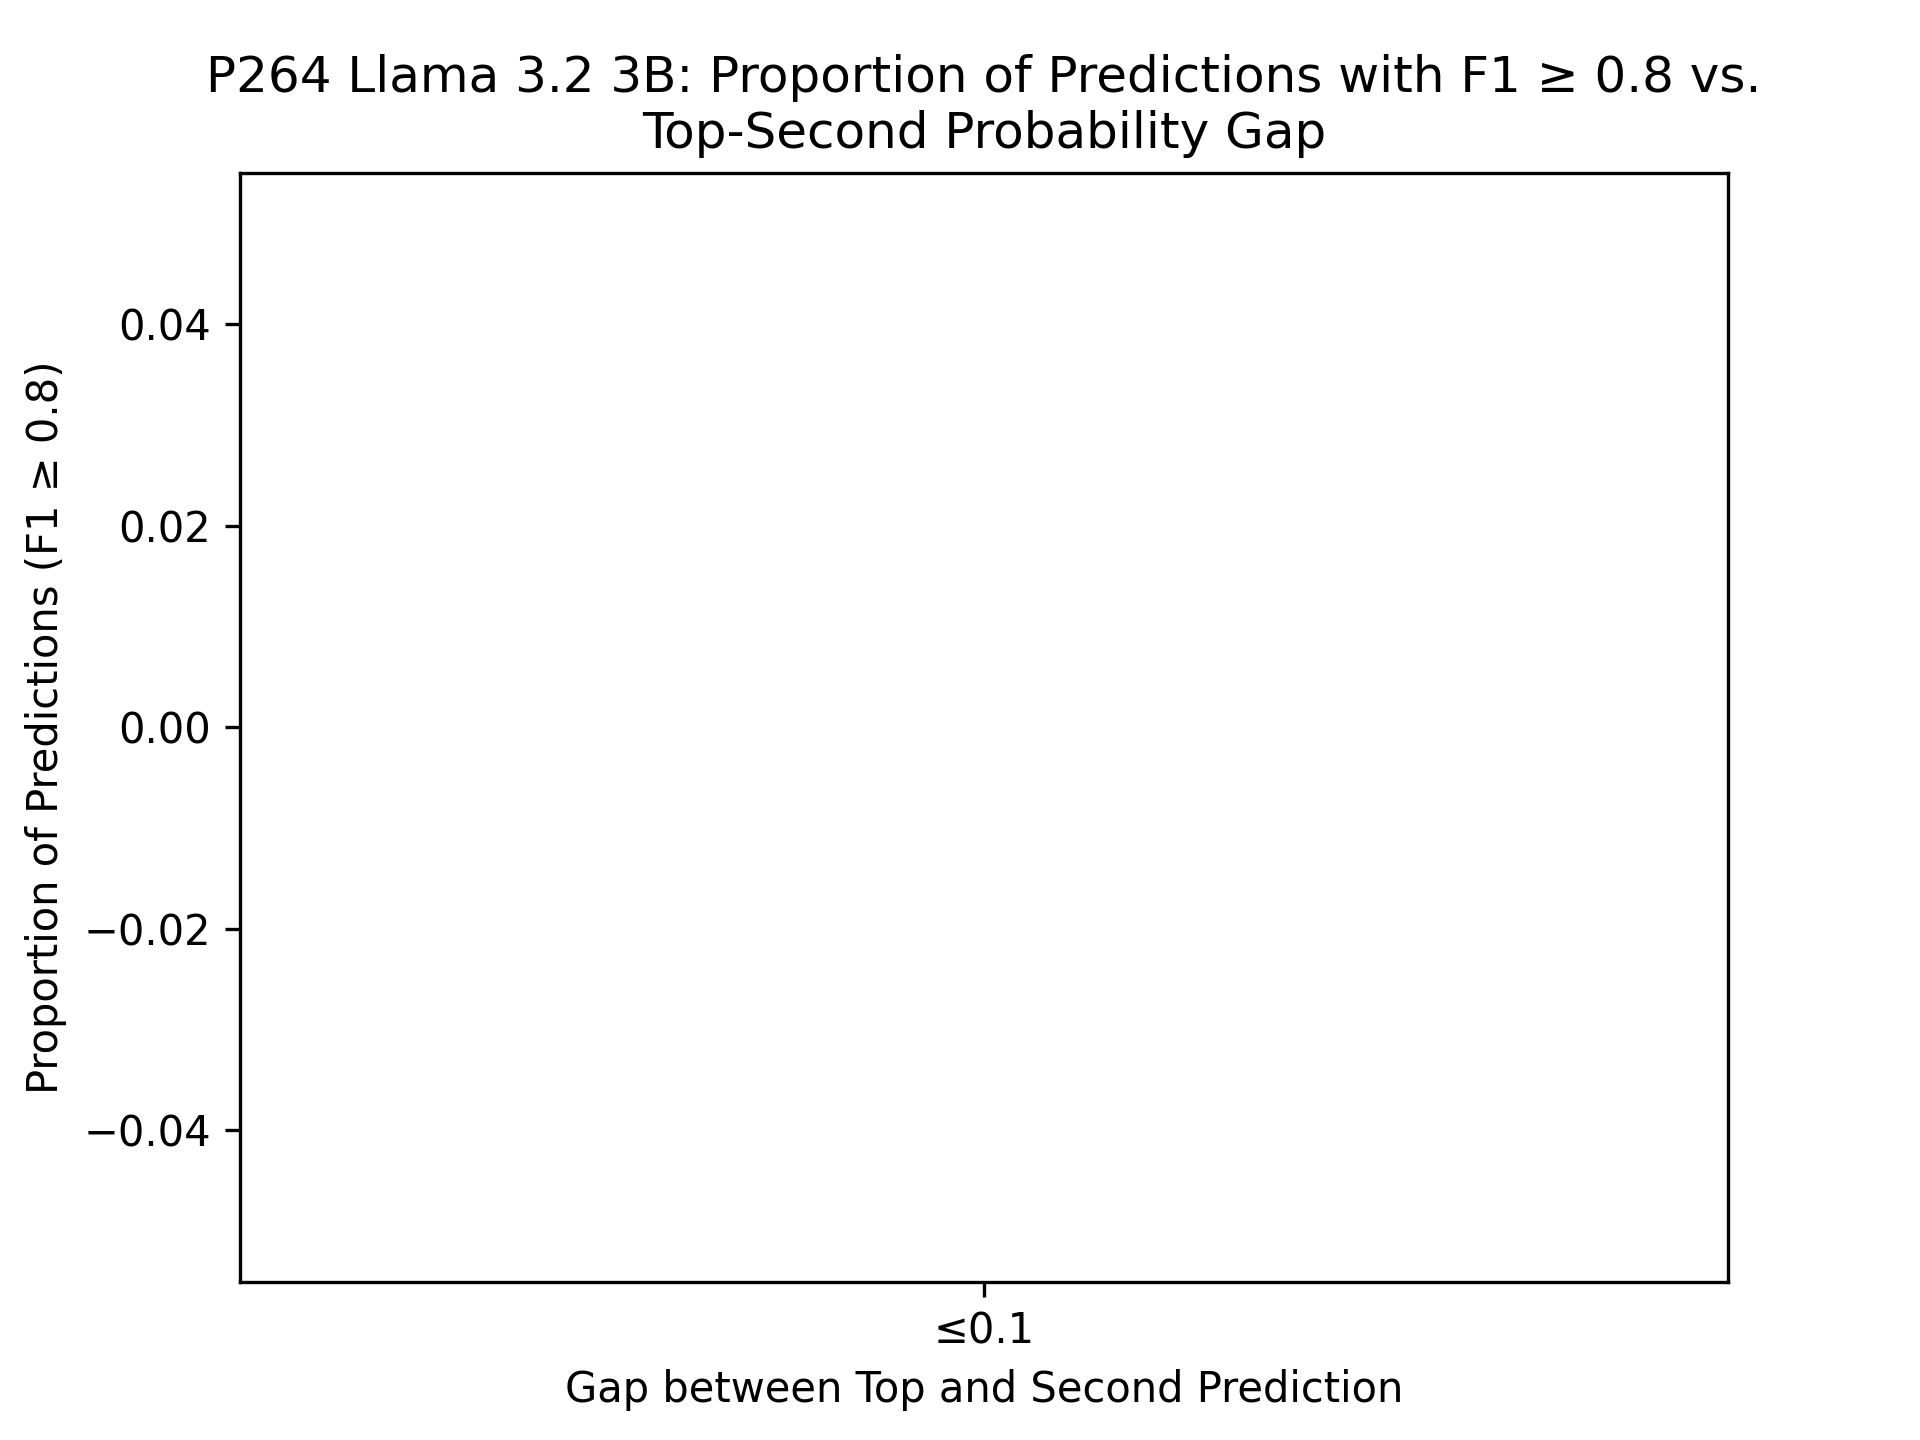 P264 Llama 3.2 3B: Proportion of Predictions with F1 ≥ 0.8 vs.
Top-Second Probability Gap
Proportion of Predictions (F1 ≥ 0.8)
0.04
0.02
0.00
−0.02
−0.04
≤0.1
Gap between Top and Second Prediction